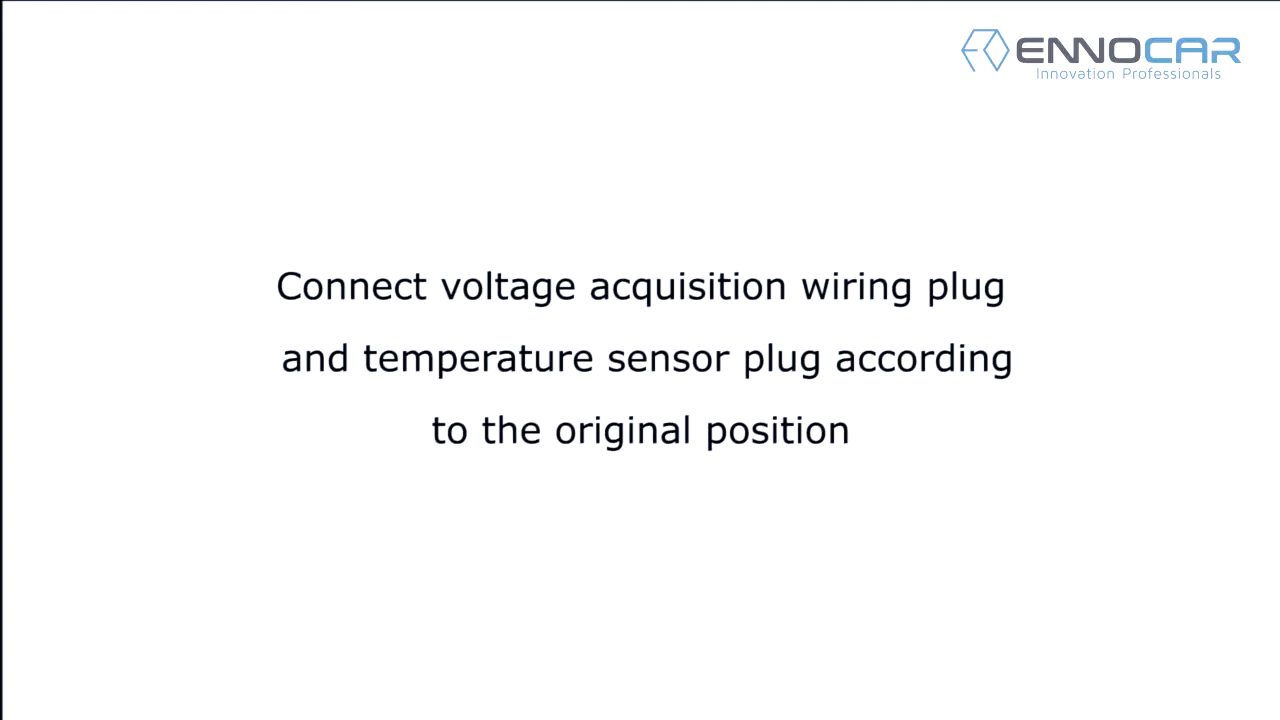 ENNOCAR
Innovation Professionals
Connect voltage acquisition wiring plug
and temperature sensor plug according
to the original position